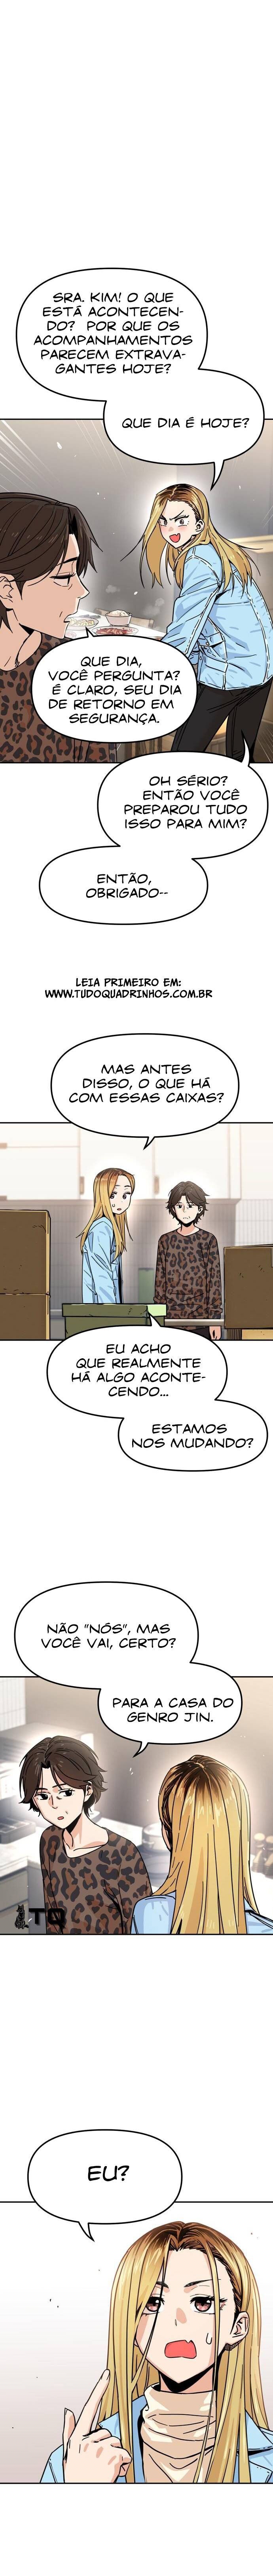 SRA. KIM! O QUE
ESTÁ ACONTECEN-
DO? POR QUE OS
ACOMPANHAMENTOS
PARECEM EXTRAVA-
GANTES HOJE?
QUE DIA É HOJE?
QUE DIA,
VOCÊ PERGUNTA?
É CLARO, SEU DIA
DE RETORNO EM
SEGURANÇA.
OH SÉRIO?
ENTÃO VOCÊ
PREPAROU TUDO
ISSO PARA MIM?
ENTÃO,
OBRIGADO--
LEIA PRIMEIRO EM:
WWW.TUDOQUADRINHOS.COM.BR
MAS ANTES
DISSO, O QUE HÁ
COM ESSAS CAIXAS?
EU ACHO
QUE REALMENTE
HÁ ALGO ACONTE-
CENDO...
ESTAMOS
NOS MUDANDO?
NÃO "NÓS", MAS
VOCÊ VAI, CERTO?
PARA A CASA DO
GENRO JIN.
TQ
EU?